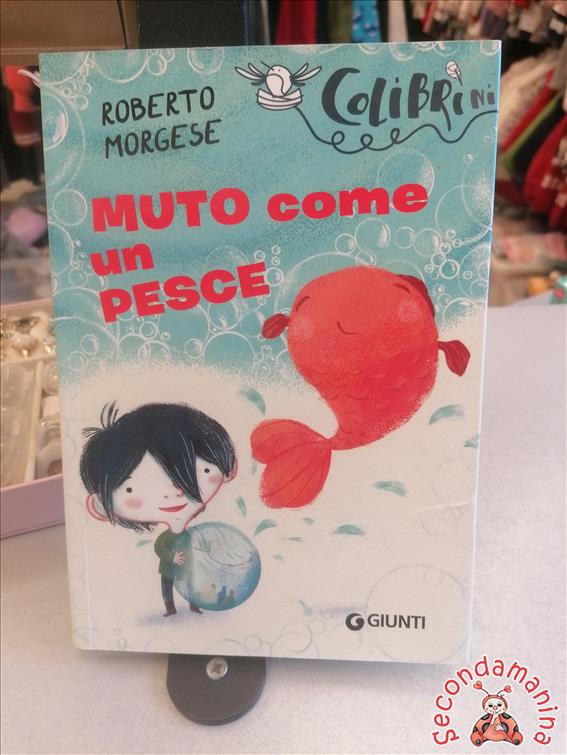 ROBERTO
MORGESE
COLiBRiNi
MUTO come
un
PESCE
GIUNTI
Secondamanina